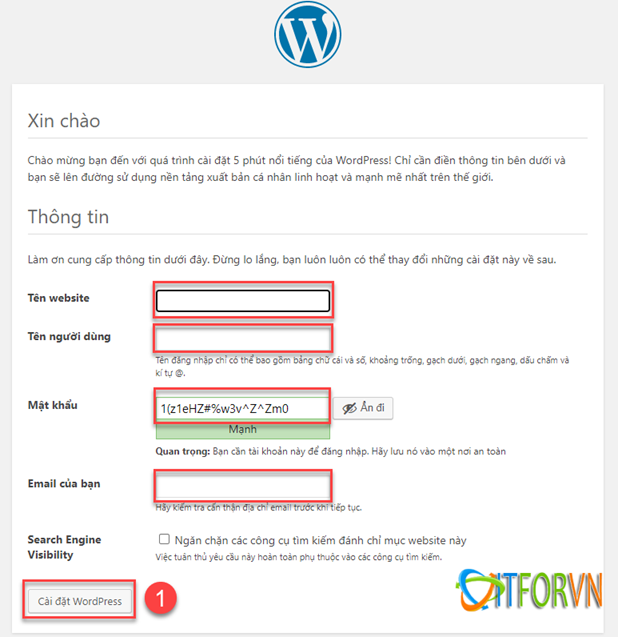 Xin chào
Chào mừng bạn đến với quá trình cài đặt 5 phút nổi tiếng của WordPress! Chỉ cần điền thông tin bên dưới và
bạn sẽ lên đường sử dụng nền tảng xuất bản cá nhân linh hoạt và mạnh mẽ nhất trên thế giới.
Thông tin
Làm ơn cung cấp thông tin dưới đây. Đừng lo lắng, bạn luôn luôn có thể thay đổi những cài đặt này về sau.
Tên website
Tên người dùng
Tên đăng nhập chỉ có thể bao gồm bảng chữ cái và số, khoảng trống, gạch dưới, gạch ngang, dấu chấm và
kí tự @.
Mật khẩu
1(z1eHZ#%w3v^Z^Zm0
Ẩn đi
Mạnh
Quan trọng: Bạn cần tài khoản này để đăng nhập. Hãy lưu nó vào một nơi an toàn
Email của bạn
Hãy kiểm tra cẩn thận địa chỉ email trước khi tiếp tục.
Search Engine
Visibility
Ngăn chặn các công cụ tìm kiếm đánh chỉ mục website này
Việc tuân thủ yêu cầu này hoàn toàn phụ thuộc vào các công cụ tìm kiếm.
Cài đặt WordPress
1
ITFORVN